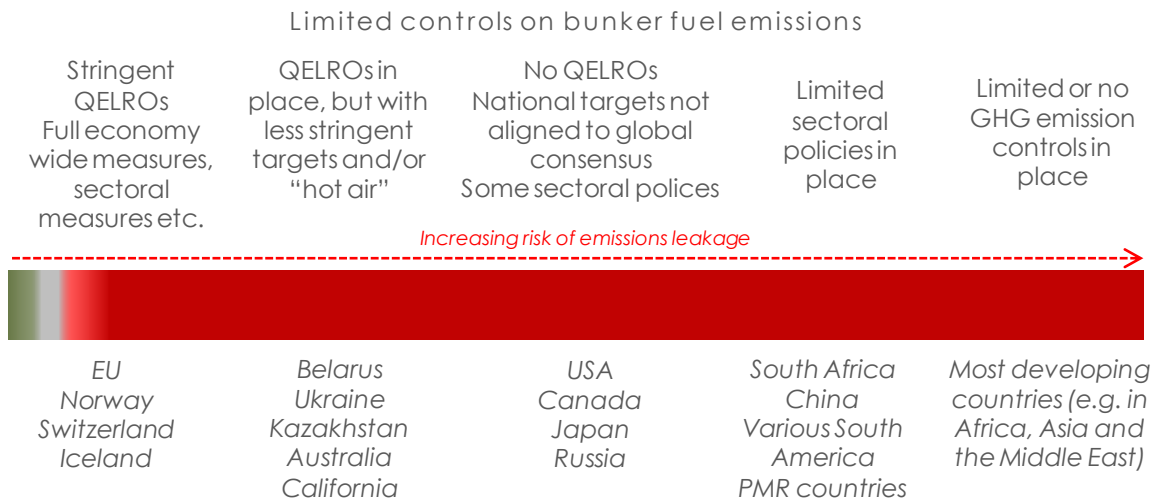 Limited controls on bunker fuel emissions
Stringent
QELROs
Full economy
wide measures,
sectoral
measures etc.
QELROs in
place, but with
less stringent
targets and/or
“hot air”
No QELROs
National targets not
aligned to global
consensus
Some sectoral polices
Limited
sectoral
policies in
place
Limited or no
GHG emission
controls in
place
Increasing risk of emissions leakage
EU
Norway
Switzerland
Iceland
Belarus
Ukraine
Kazakhstan
Australia
California
USA
Canada
Japan
Russia
South Africa
China
Various South
America
PMR countries
Most developing
countries (e.g. in
Africa, Asia and
the Middle East)